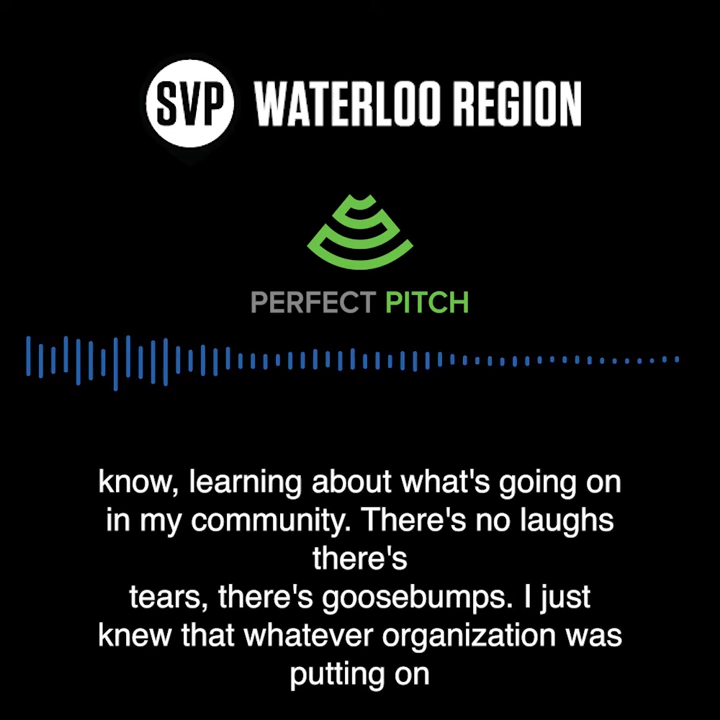 SVP WATERLOO REGION
PERFECT PITCH
know, learning about what's going on
in my community. There's no laughs
there's
tears, there's goosebumps. I just
knew that whatever organization was
putting on